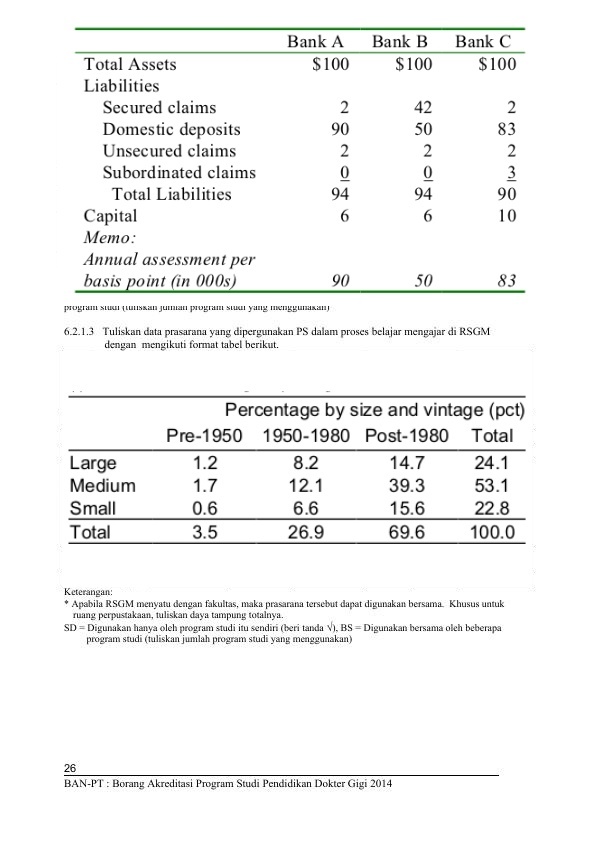 Bank A Bank B Bank C
Total Assets $100 $100 $100
Liabilities
Secured claims 2 42 2
Domestic deposits 90 50 83
Unsecured claims 2 2 2
Subordinated claims 0 0 3
Total Liabilities 94 94 90
Capital 6 6 10
Memo:
Annual assessment per
basis point (in 000s) 90 50 83
program studi (tuliskan jumlah program studi yang menggunakan)
6.2.1.3 Tuliskan data prasarana yang dipergunakan PS dalam proses belajar mengajar di RSGM
dengan mengikuti format tabel berikut.
Percentage by size and vintage (pct)
Pre-1950 1950-1980 Post-1980 Total
Large 1.2 8.2 14.7 24.1
Medium 1.7 12.1 39.3 53.1
Small 0.6 6.6 15.6 22.8
Total 3.5 26.9 69.6 100.0
Keterangan:
* Apabila RSGM menyatu dengan fakultas, maka prasarana tersebut dapat digunakan bersama. Khusus untuk
ruang perpustakaan, tuliskan daya tampung totalnya.
SD = Digunakan hanya oleh program studi itu sendiri (beri tanda √), BS = Digunakan bersama oleh beberapa
program studi (tuliskan jumlah program studi yang menggunakan)
26
BAN-PT : Borang Akreditasi Program Studi Pendidikan Dokter Gigi 2014